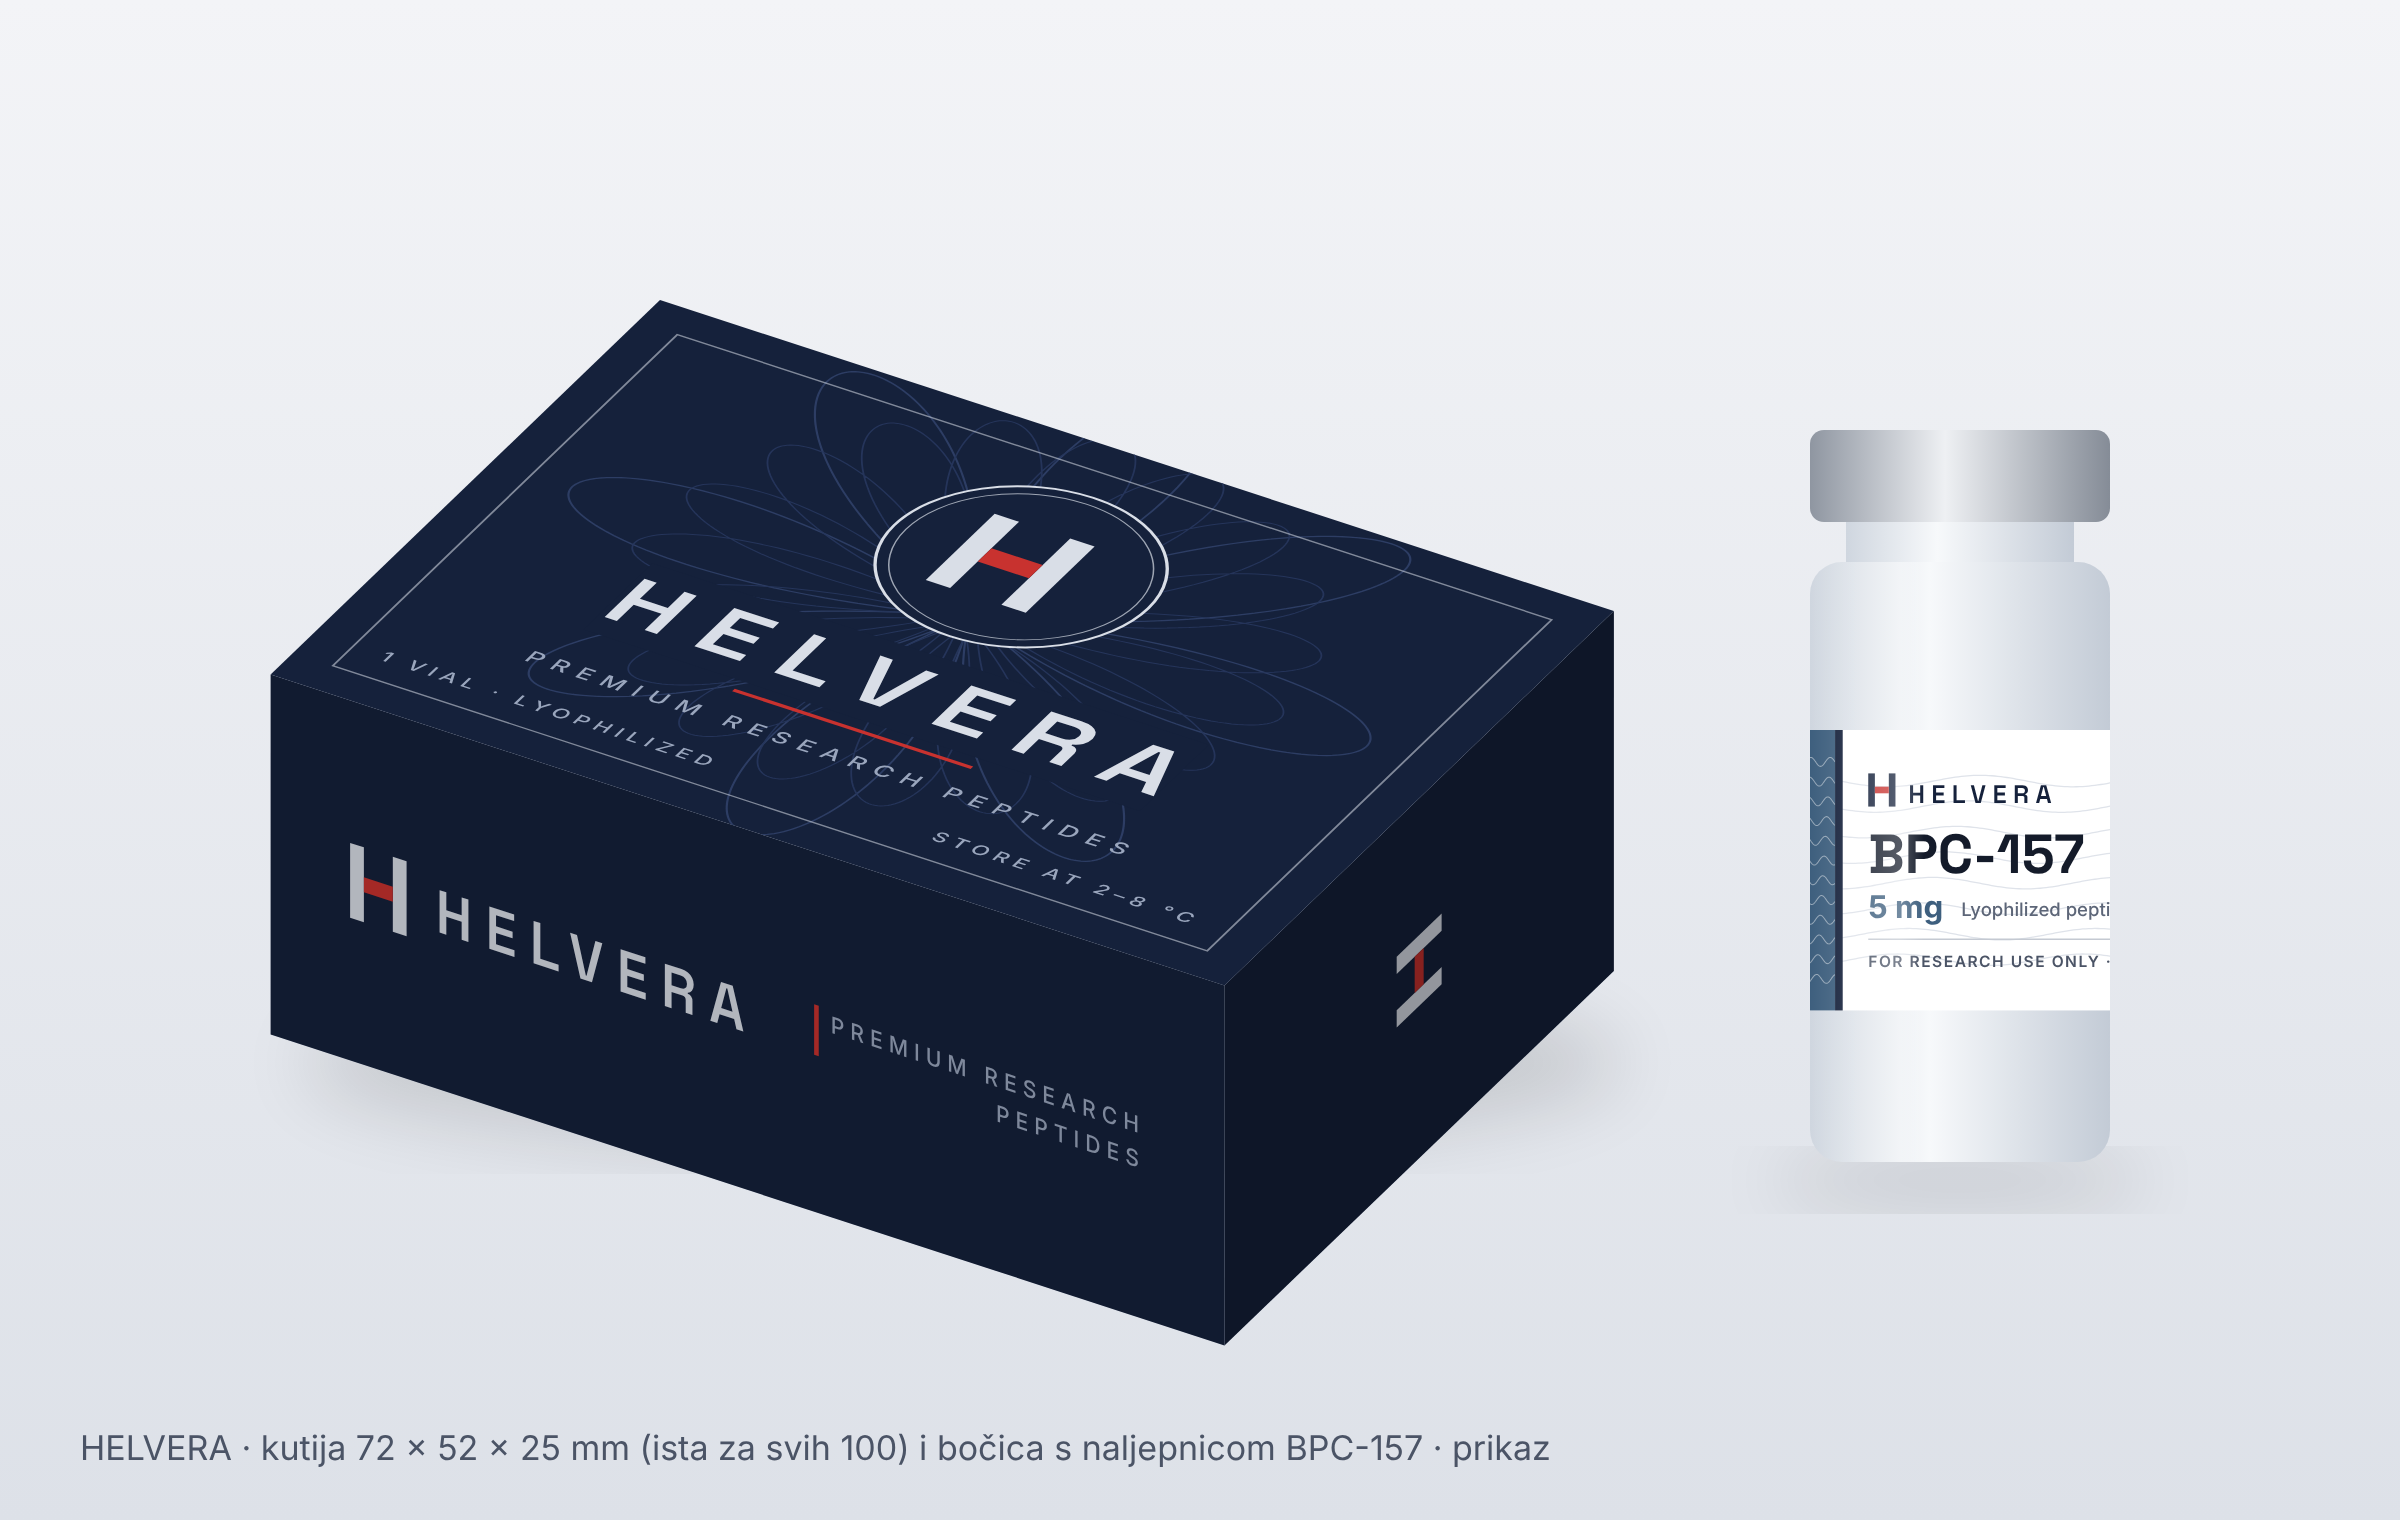 H
HELVERA
PREMIUM RESEARCH PEPTIDES
1 VIAL · LYOPHILIZED
STORE AT 2–8 °C
H HELVERA
PREMIUM RESEARCH
PEPTIDES
H
H HELVERA
BPC-157
5 mg Lyophilized pepti
FOR RESEARCH USE ONLY ·
HELVERA · kutija 72 × 52 × 25 mm (ista za svih 100) i bočica s naljepnicom BPC-157 · prikaz